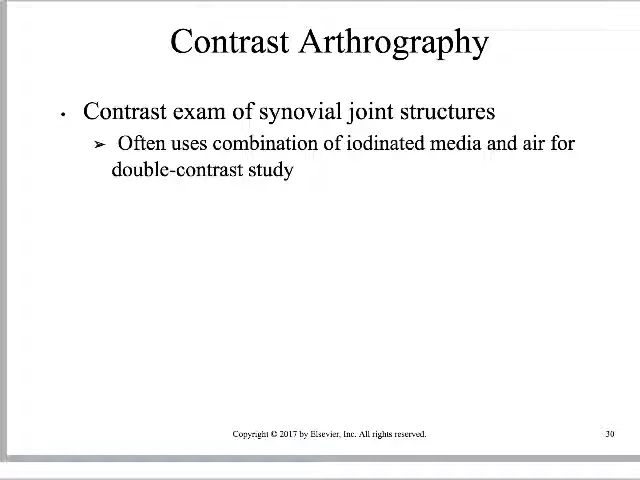 Contrast Arthrography
• Contrast exam of synovial joint structures
➢ Often uses combination of iodinated media and air for
double-contrast study
Copyright © 2017 by Elsevier, Inc. All rights reserved.
30